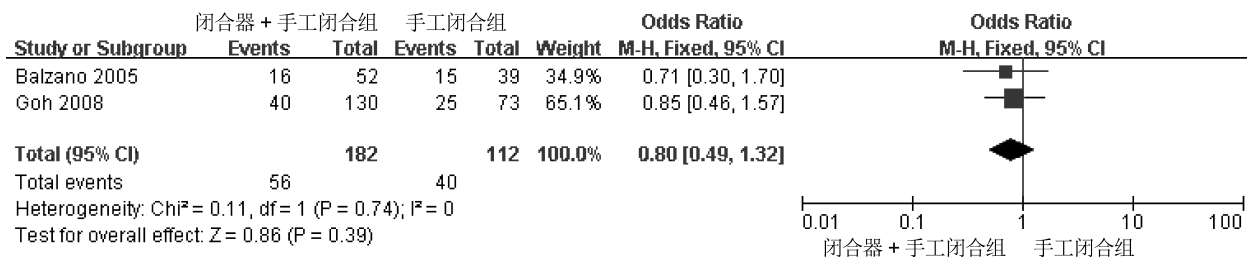 闭合器 + 手工闭合组 手工闭合组 Odds Ratio Odds Ratio
Study or Subgroup Events Total Events Total Weight M-H, Fixed, 95% CI M-H, Fixed, 95% CI
Balzano 2005 16 52 15 39 34.9% 0.71 [0.30, 1.70]
Goh 2008 40 130 25 73 65.1% 0.85 [0.46, 1.57]
Total (95% CI) 182 112 100.0% 0.80 [0.49, 1.32]
Total events 56 40
Heterogeneity: Chi² = 0.11, df = 1 (P = 0.74); I² = 0
Test for overall effect: Z = 0.86 (P = 0.39)
0.01 0.1 1 10 100
闭合器 + 手工闭合组 手工闭合组